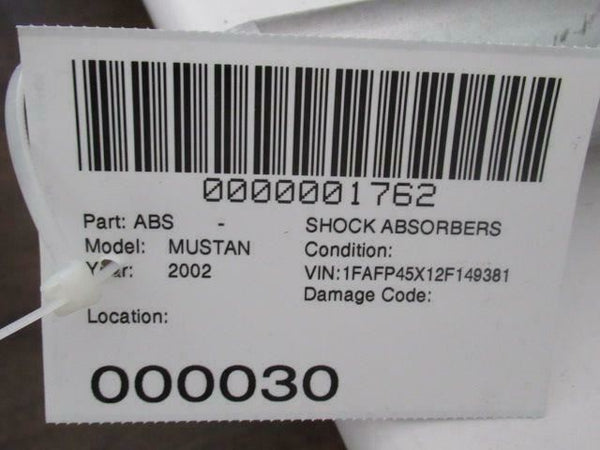 0000001762
Part: ABS - SHOCK ABSORBERS
Model: MUSTAN Condition:
Year: 2002 VIN:1FAFP45X12F149381
Damage Code:
Location:
000030